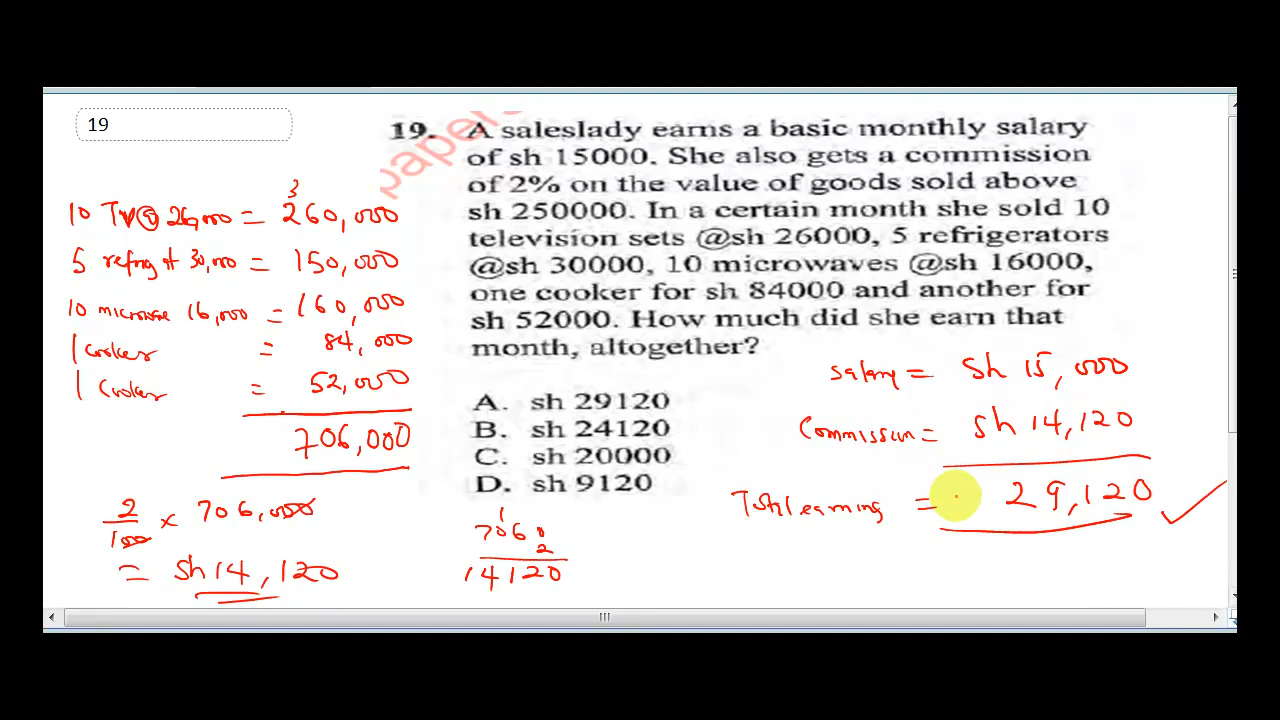 19
papers
19. A saleslady earns a basic monthly salary
of sh 15000. She also gets a commission
of 2% on the value of goods sold above
sh 250000. In a certain month she sold 10
television sets @sh 26000, 5 refrigerators
@sh 30000, 10 microwaves @sh 16000,
one cooker for sh 84000 and another for
sh 52000. How much did she earn that
month, altogether?
A. sh 29120
B. sh 24120
C. sh 20000
D. sh 9120
3
10 TV @ 26,000 = 260,000
5 refrig at 30,000 = 150,000
10 microwave 16,000 = 160,000
1 cooker = 84,000
1 Cooker = 52,000
706,000
2/100 × 706,000
= sh 14,120
1
7060
2
14120
Salary = sh 15,000
Commission = sh 14,120
Total earning = 29,120